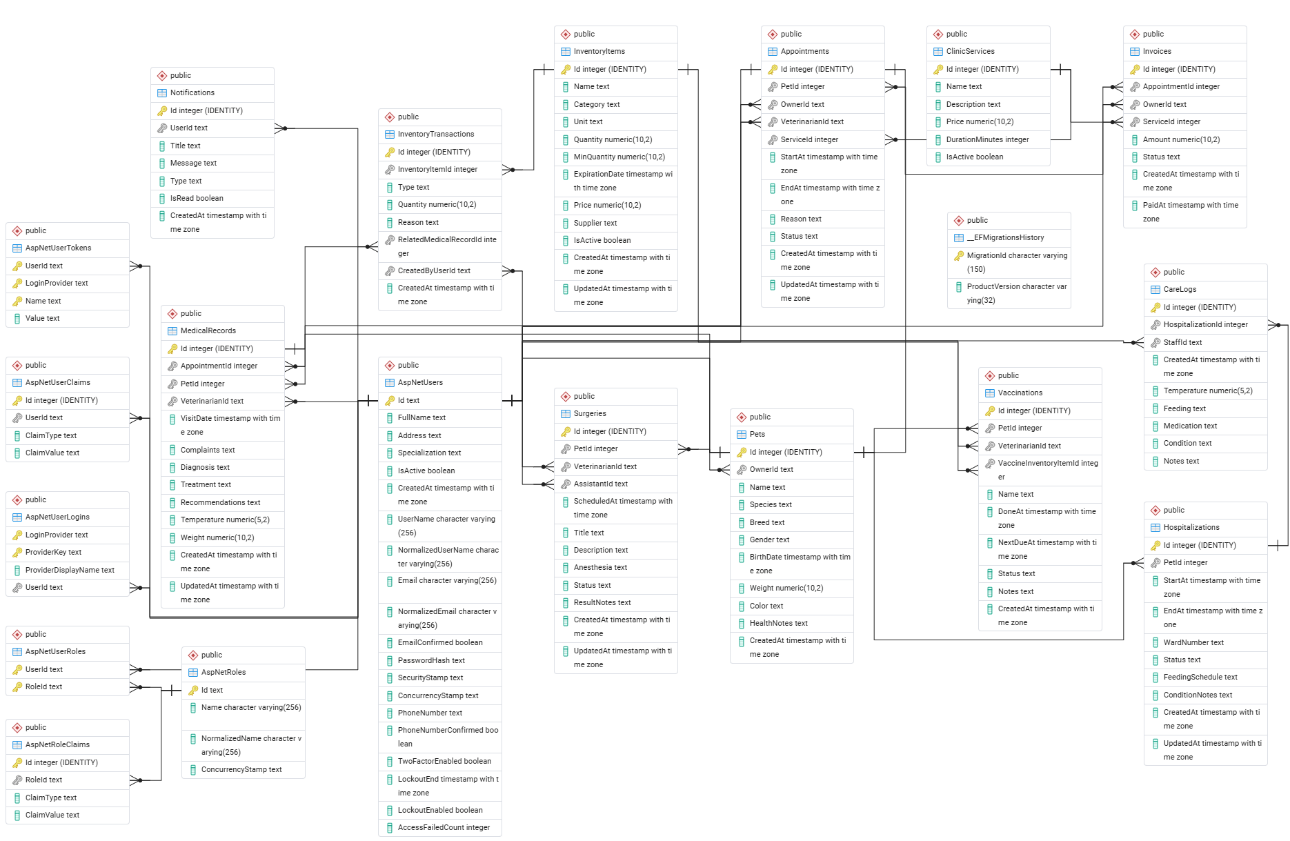 public
Notifications
Id integer (IDENTITY)
UserId text
Title text
Message text
Type text
IsRead boolean
CreatedAt timestamp with ti
me zone
public
AspNetUserTokens
UserId text
LoginProvider text
Name text
Value text
public
AspNetUserClaims
Id integer (IDENTITY)
UserId text
ClaimType text
ClaimValue text
public
AspNetUserLogins
LoginProvider text
ProviderKey text
ProviderDisplayName text
UserId text
public
AspNetUserRoles
UserId text
RoleId text
public
AspNetRoleClaims
Id integer (IDENTITY)
RoleId text
ClaimType text
ClaimValue text
public
MedicalRecords
Id integer (IDENTITY)
AppointmentId integer
PetId integer
VeterinarianId text
VisitDate timestamp with tim
e zone
Complaints text
Diagnosis text
Treatment text
Recommendations text
Temperature numeric(5,2)
Weight numeric(10,2)
CreatedAt timestamp with ti
me zone
UpdatedAt timestamp with ti
me zone
public
AspNetRoles
Id text
Name character varying(256)
NormalizedName character v
arying(256)
ConcurrencyStamp text
public
InventoryTransactions
Id integer (IDENTITY)
InventoryItemId integer
Type text
Quantity numeric(10,2)
Reason text
RelatedMedicalRecordId inte
ger
CreatedByUserId text
CreatedAt timestamp with ti
me zone
public
AspNetUsers
Id text
FullName text
Address text
Specialization text
IsActive boolean
CreatedAt timestamp with ti
me zone
UserName character varying
(256)
NormalizedUserName charac
ter varying(256)
Email character varying(256)
NormalizedEmail character v
arying(256)
EmailConfirmed boolean
PasswordHash text
SecurityStamp text
ConcurrencyStamp text
PhoneNumber text
PhoneNumberConfirmed boo
lean
TwoFactorEnabled boolean
LockoutEnd timestamp with t
ime zone
LockoutEnabled boolean
AccessFailedCount integer
public
InventoryItems
Id integer (IDENTITY)
Name text
Category text
Unit text
Quantity numeric(10,2)
MinQuantity numeric(10,2)
ExpirationDate timestamp wi
th time zone
Price numeric(10,2)
Supplier text
IsActive boolean
CreatedAt timestamp with ti
me zone
UpdatedAt timestamp with ti
me zone
public
Surgeries
Id integer (IDENTITY)
PetId integer
VeterinarianId text
AssistantId text
ScheduledAt timestamp with
time zone
Title text
Description text
Anesthesia text
Status text
ResultNotes text
CreatedAt timestamp with ti
me zone
UpdatedAt timestamp with ti
me zone
public
Appointments
Id integer (IDENTITY)
PetId integer
OwnerId text
VeterinarianId text
ServiceId integer
StartAt timestamp with time
zone
EndAt timestamp with time z
one
Reason text
Status text
CreatedAt timestamp with ti
me zone
UpdatedAt timestamp with ti
me zone
public
Pets
Id integer (IDENTITY)
OwnerId text
Name text
Species text
Breed text
Gender text
BirthDate timestamp with tim
e zone
Weight numeric(10,2)
Color text
HealthNotes text
CreatedAt timestamp with ti
me zone
public
ClinicServices
Id integer (IDENTITY)
Name text
Description text
Price numeric(10,2)
DurationMinutes integer
IsActive boolean
public
__EFMigrationsHistory
MigrationId character varying
(150)
ProductVersion character var
ying(32)
public
Vaccinations
Id integer (IDENTITY)
PetId integer
VeterinarianId text
VaccineInventoryItemId integ
er
Name text
DoneAt timestamp with time
zone
NextDueAt timestamp with ti
me zone
Status text
Notes text
CreatedAt timestamp with ti
me zone
public
Invoices
Id integer (IDENTITY)
AppointmentId integer
OwnerId text
ServiceId integer
Amount numeric(10,2)
Status text
CreatedAt timestamp with ti
me zone
PaidAt timestamp with time
zone
public
CareLogs
Id integer (IDENTITY)
HospitalizationId integer
StaffId text
CreatedAt timestamp with ti
me zone
Temperature numeric(5,2)
Feeding text
Medication text
Condition text
Notes text
public
Hospitalizations
Id integer (IDENTITY)
PetId integer
StartAt timestamp with time
zone
EndAt timestamp with time z
one
WardNumber text
Status text
FeedingSchedule text
ConditionNotes text
CreatedAt timestamp with ti
me zone
UpdatedAt timestamp with ti
me zone